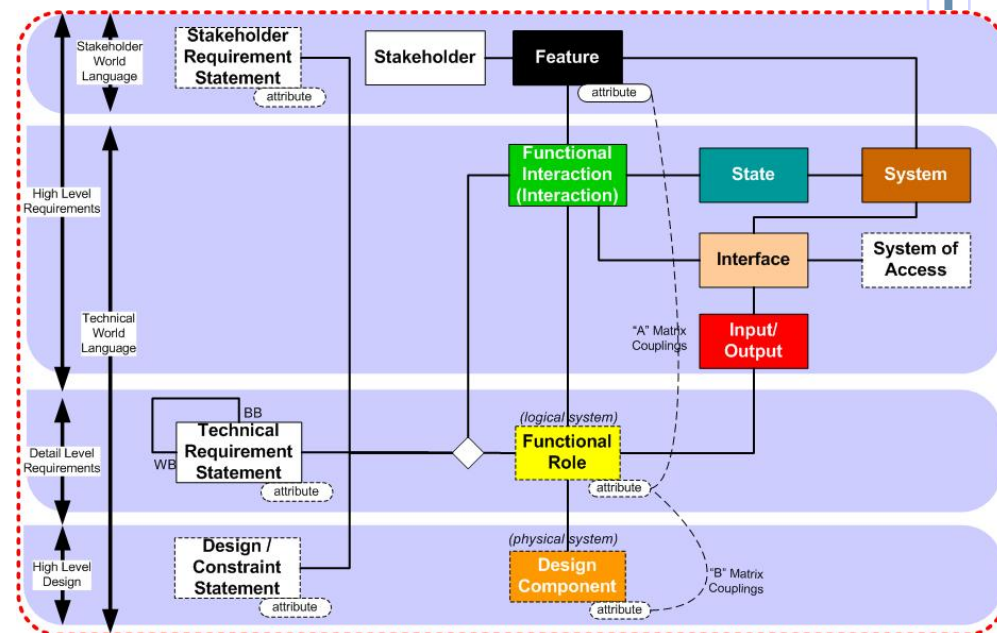 Stakeholder
World
Language
Stakeholder
Requirement
Statement
attribute
Stakeholder
Feature
attribute
High Level
Requirements
Technical
World
Language
Functional
Interaction
(Interaction)
State
System
Interface
System of
Access
"A" Matrix
Couplings
Input/
Output
Detail Level
Requirements
BB
WB
Technical
Requirement
Statement
attribute
(logical system)
Functional
Role
attribute
High Level
Design
Design /
Constraint
Statement
attribute
(physical system)
Design
Component
attribute
"B" Matrix
Couplings